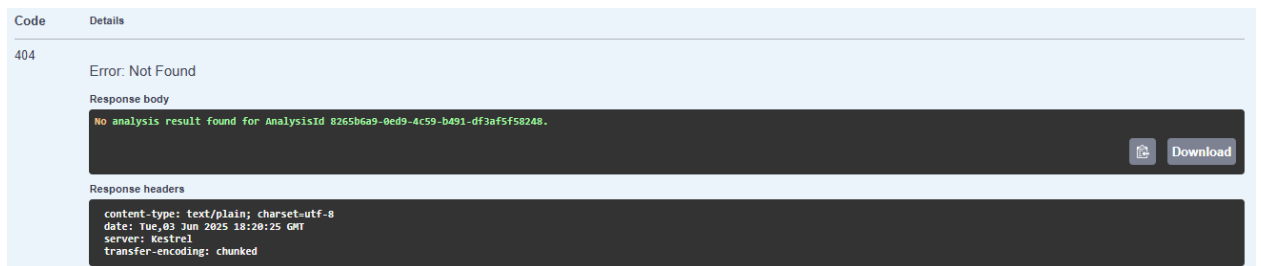 Code Details
404
Error: Not Found
Response body
No analysis result found for AnalysisId 8265b6a9-0ed9-4c59-b491-df3af5f58248.
Download
Response headers
content-type: text/plain; charset=utf-8
date: Tue,03 Jun 2025 18:20:25 GMT
server: Kestrel
transfer-encoding: chunked